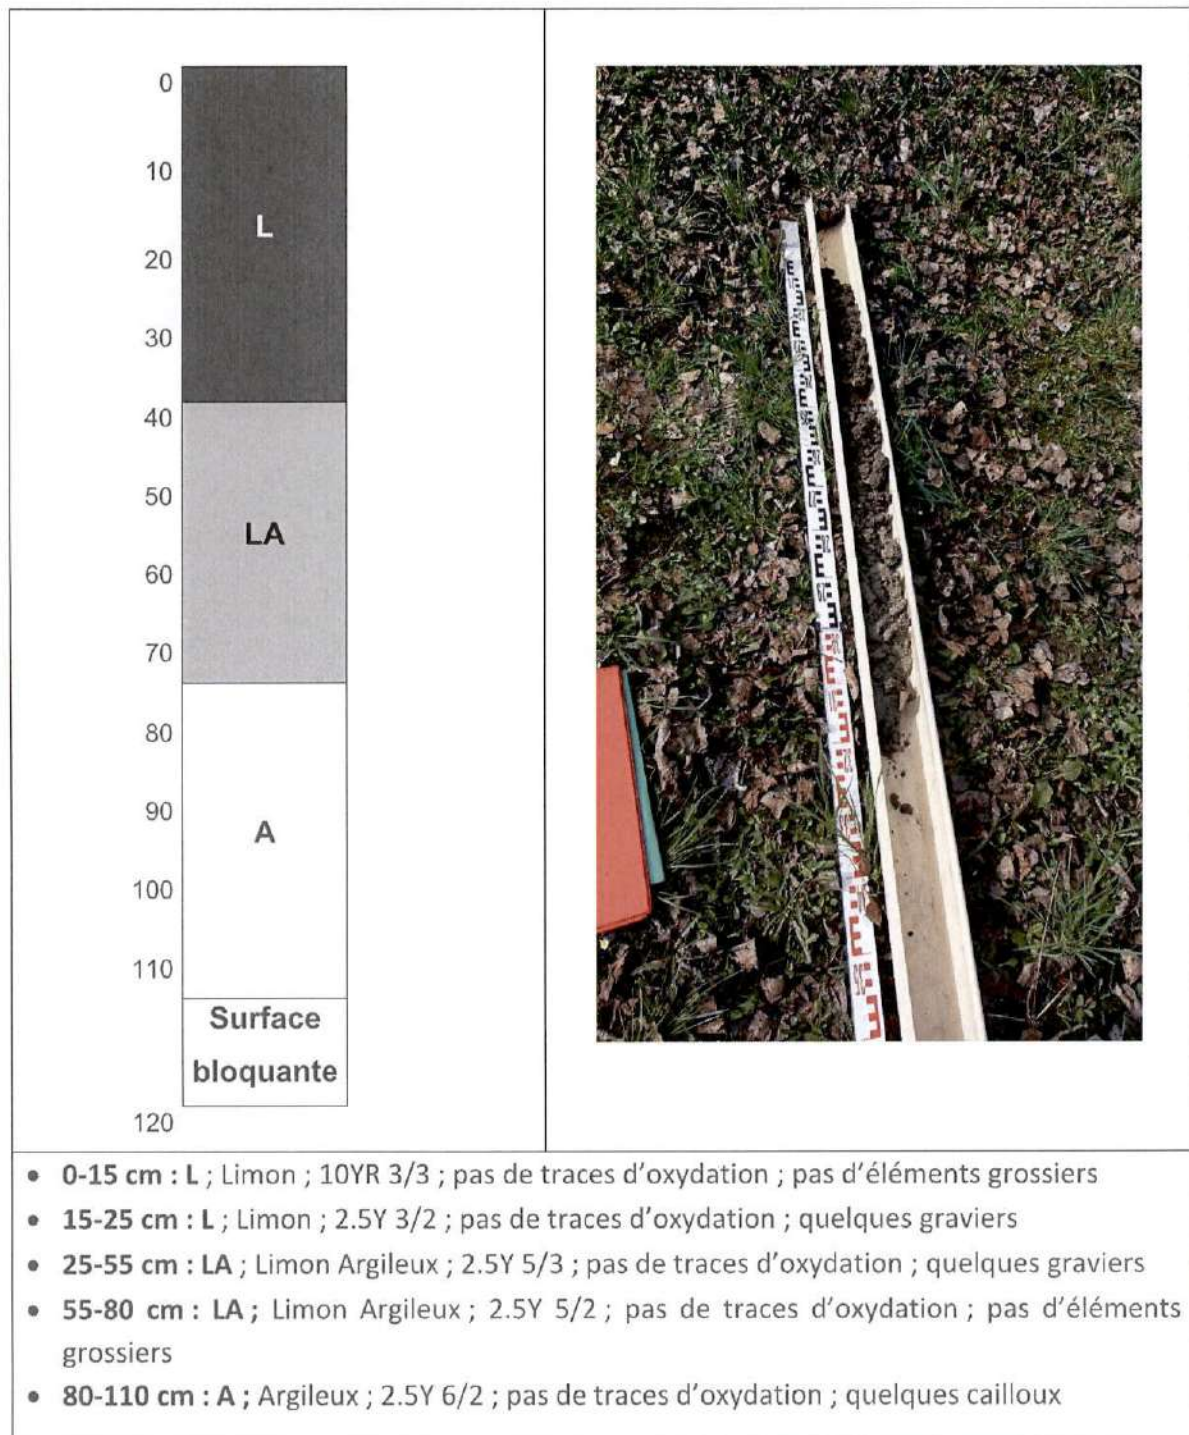 0
10
L
20
30
40
50
LA
60
70
80
90
A
100
110
Surface
bloquante
120
• 0-15 cm : L ; Limon ; 10YR 3/3 ; pas de traces d'oxydation ; pas d'éléments grossiers
• 15-25 cm : L ; Limon ; 2.5Y 3/2 ; pas de traces d'oxydation ; quelques graviers
• 25-55 cm : LA ; Limon Argileux ; 2.5Y 5/3 ; pas de traces d'oxydation ; quelques graviers
• 55-80 cm : LA ; Limon Argileux ; 2.5Y 5/2 ; pas de traces d'oxydation ; pas d'éléments
grossiers
• 80-110 cm : A ; Argileux ; 2.5Y 6/2 ; pas de traces d'oxydation ; quelques cailloux